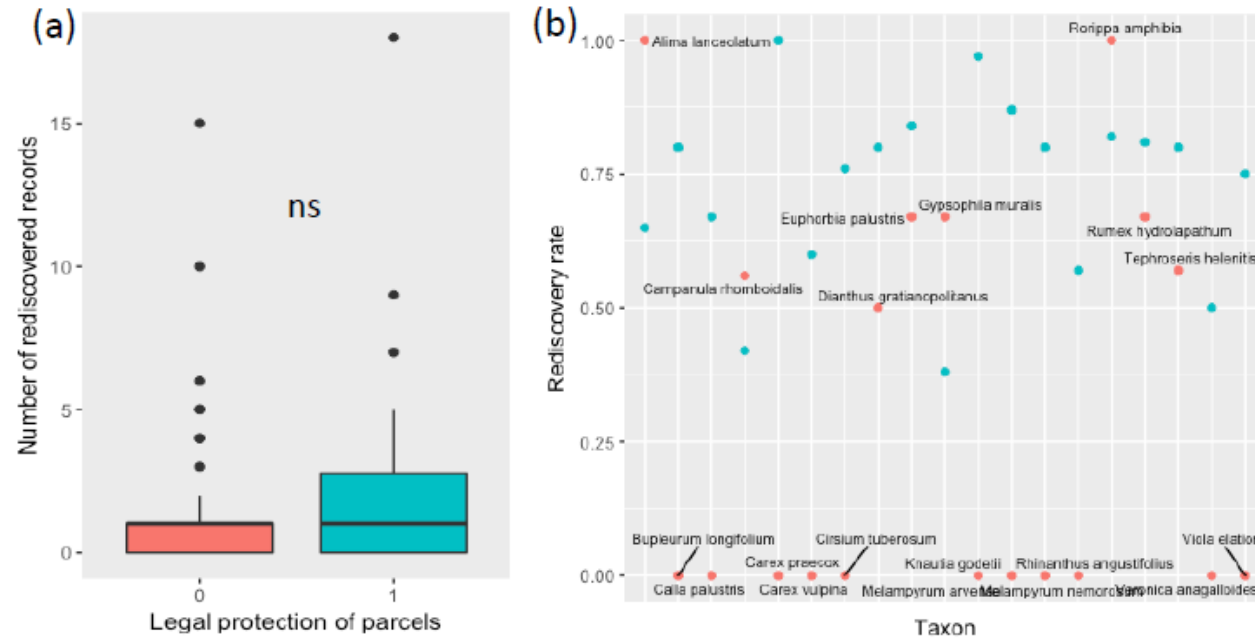 (a)
Number of rediscovered records
15
10
5
0
ns
0
1
Legal protection of parcels
(b)
Rediscovery rate
1.00
0.75
0.50
0.25
0.00
Alima lanceolatum
Rorippa amphibia
Euphorbia palustris
Gypsophila muralis
Rumex hydrolapathum
Campanula rhomboidalis
Tephroseris helenitis
Dianthus gratianopolitanus
Bupleurum longifolium
Cirsium tuberosum
Viola elatior
Carex praecox
Knautia godetii
Rhinanthus angustifolius
Calla palustris
Carex vulpina
Melampyrum arvense
Melampyrum nemorosum
Veronica anagalloides
Taxon